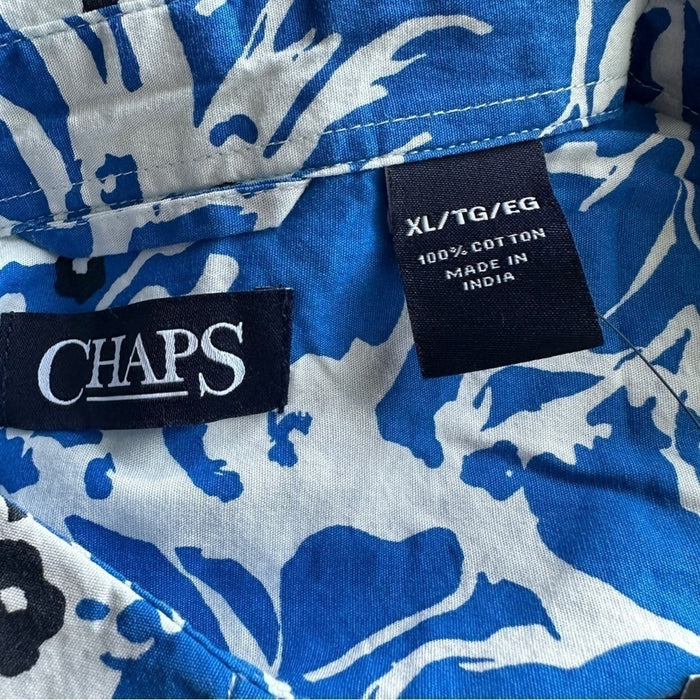 XL/TG/EG
100% COTTON
MADE IN
INDIA
CHAPS